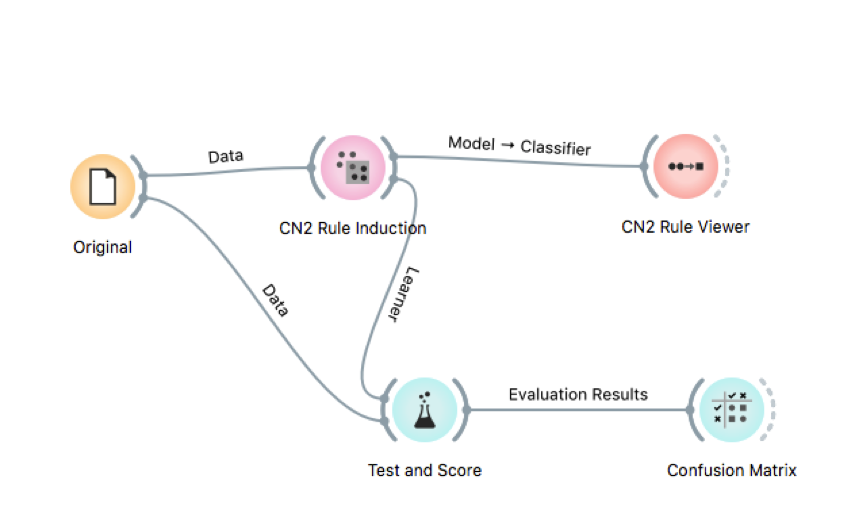 Data
Model → Classifier
Original
CN2 Rule Induction
CN2 Rule Viewer
Data
Learner
Evaluation Results
Test and Score
Confusion Matrix